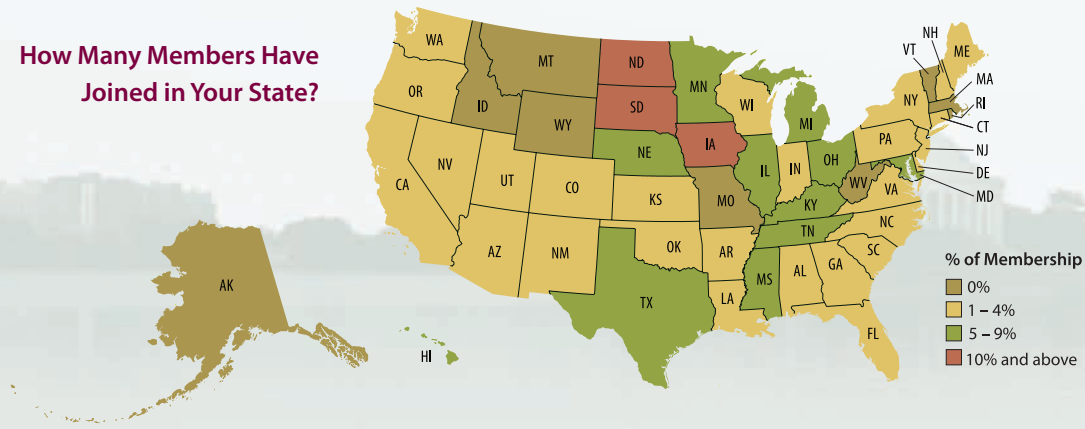 How Many Members Have
Joined in Your State?
WA
OR
CA
NV
ID
MT
WY
UT
CO
AZ
NM
ND
SD
NE
KS
OK
TX
MN
IA
MO
AR
LA
WI
IL
MI
IN
OH
KY
TN
MS
AL
GA
FL
SC
NC
VA
WV
PA
NY
VT
NH
ME
MA
RI
CT
NJ
DE
MD
AK
HI
% of Membership
0%
1 – 4%
5 – 9%
10% and above